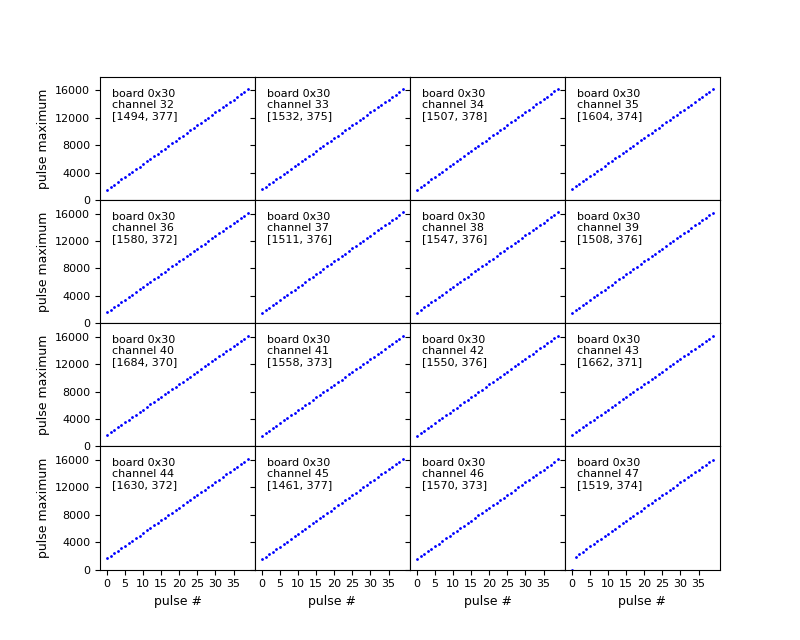 pulse maximum
16000
12000
8000
4000
0
board 0x30
channel 32
[1494, 377]
board 0x30
channel 33
[1532, 375]
board 0x30
channel 34
[1507, 378]
board 0x30
channel 35
[1604, 374]
pulse maximum
16000
12000
8000
4000
0
board 0x30
channel 36
[1580, 372]
board 0x30
channel 37
[1511, 376]
board 0x30
channel 38
[1547, 376]
board 0x30
channel 39
[1508, 376]
pulse maximum
16000
12000
8000
4000
0
board 0x30
channel 40
[1684, 370]
board 0x30
channel 41
[1558, 373]
board 0x30
channel 42
[1550, 376]
board 0x30
channel 43
[1662, 371]
pulse maximum
16000
12000
8000
4000
0
board 0x30
channel 44
[1630, 372]
board 0x30
channel 45
[1461, 377]
board 0x30
channel 46
[1570, 373]
board 0x30
channel 47
[1519, 374]
0 5 10 15 20 25 30 35
0 5 10 15 20 25 30 35
0 5 10 15 20 25 30 35
0 5 10 15 20 25 30 35
pulse #
pulse #
pulse #
pulse #